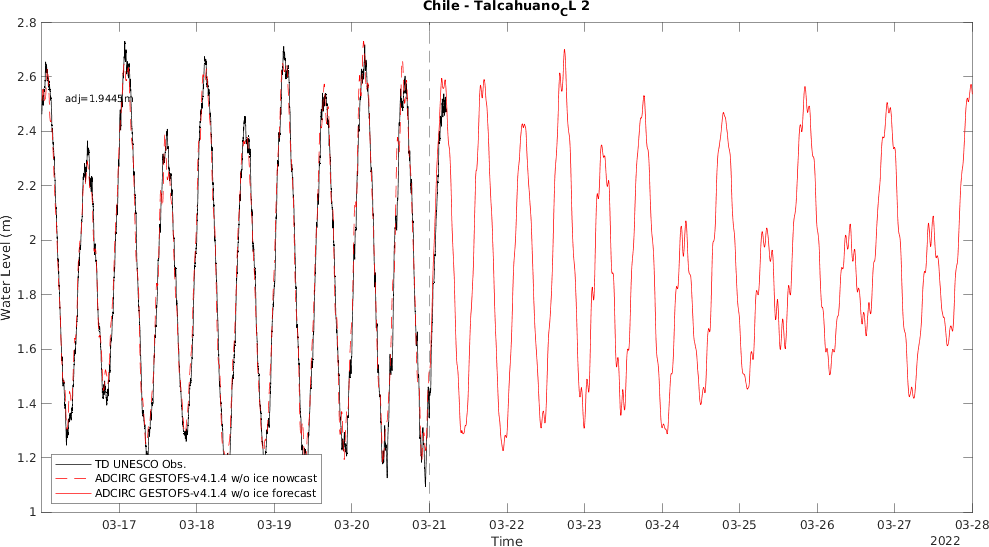 Chile - Talcahuano_CL 2
2.8
2.6
2.4
2.2
2
1.8
1.6
1.4
1.2
1
Water Level (m)
adj=1.9445m
TD UNESCO Obs.
ADCIRC GESTOFS-v4.1.4 w/o ice nowcast
ADCIRC GESTOFS-v4.1.4 w/o ice forecast
03-17 03-18 03-19 03-20 03-21 03-22 03-23 03-24 03-25 03-26 03-27 03-28
Time
2022